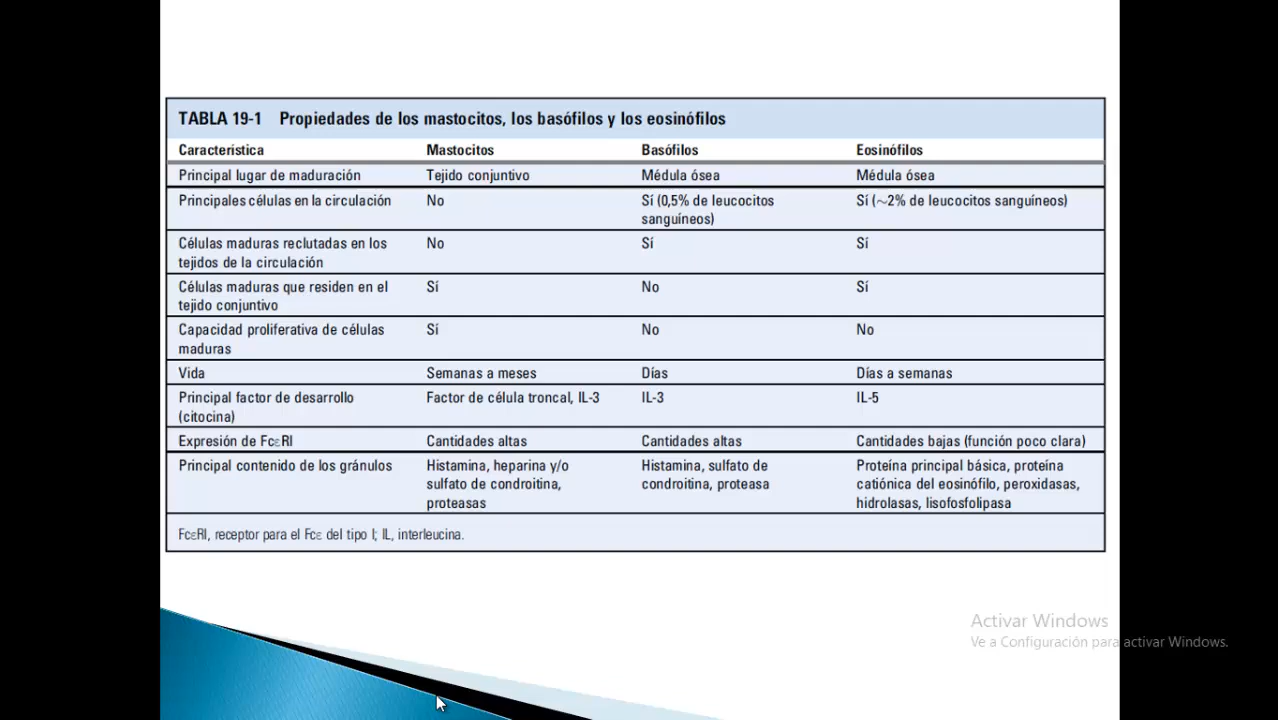 TABLA 19-1 Propiedades de los mastocitos, los basófilos y los eosinófilos
Característica Mastocitos Basófilos Eosinófilos
Principal lugar de maduración Tejido conjuntivo Médula ósea Médula ósea
Principales células en la circulación No Sí (0,5% de leucocitos Sí (~2% de leucocitos sanguíneos)
sanguíneos)
Células maduras reclutadas en los No Sí Sí
tejidos de la circulación
Células maduras que residen en el Sí No Sí
tejido conjuntivo
Capacidad proliferativa de células Sí No No
maduras
Vida Semanas a meses Días Días a semanas
Principal factor de desarrollo Factor de célula troncal, IL-3 IL-3 IL-5
(citocina)
Expresión de FcεRI Cantidades altas Cantidades altas Cantidades bajas (función poco clara)
Principal contenido de los gránulos Histamina, heparina y/o Histamina, sulfato de Proteína principal básica, proteína
sulfato de condroitina, condroitina, proteasa catiónica del eosinófilo, peroxidasas,
proteasas hidrolasas, lisofosfolipasa
FcεRI, receptor para el Fcε del tipo I; IL, interleucina.
Activar Windows
Ve a Configuración para activar Windows.